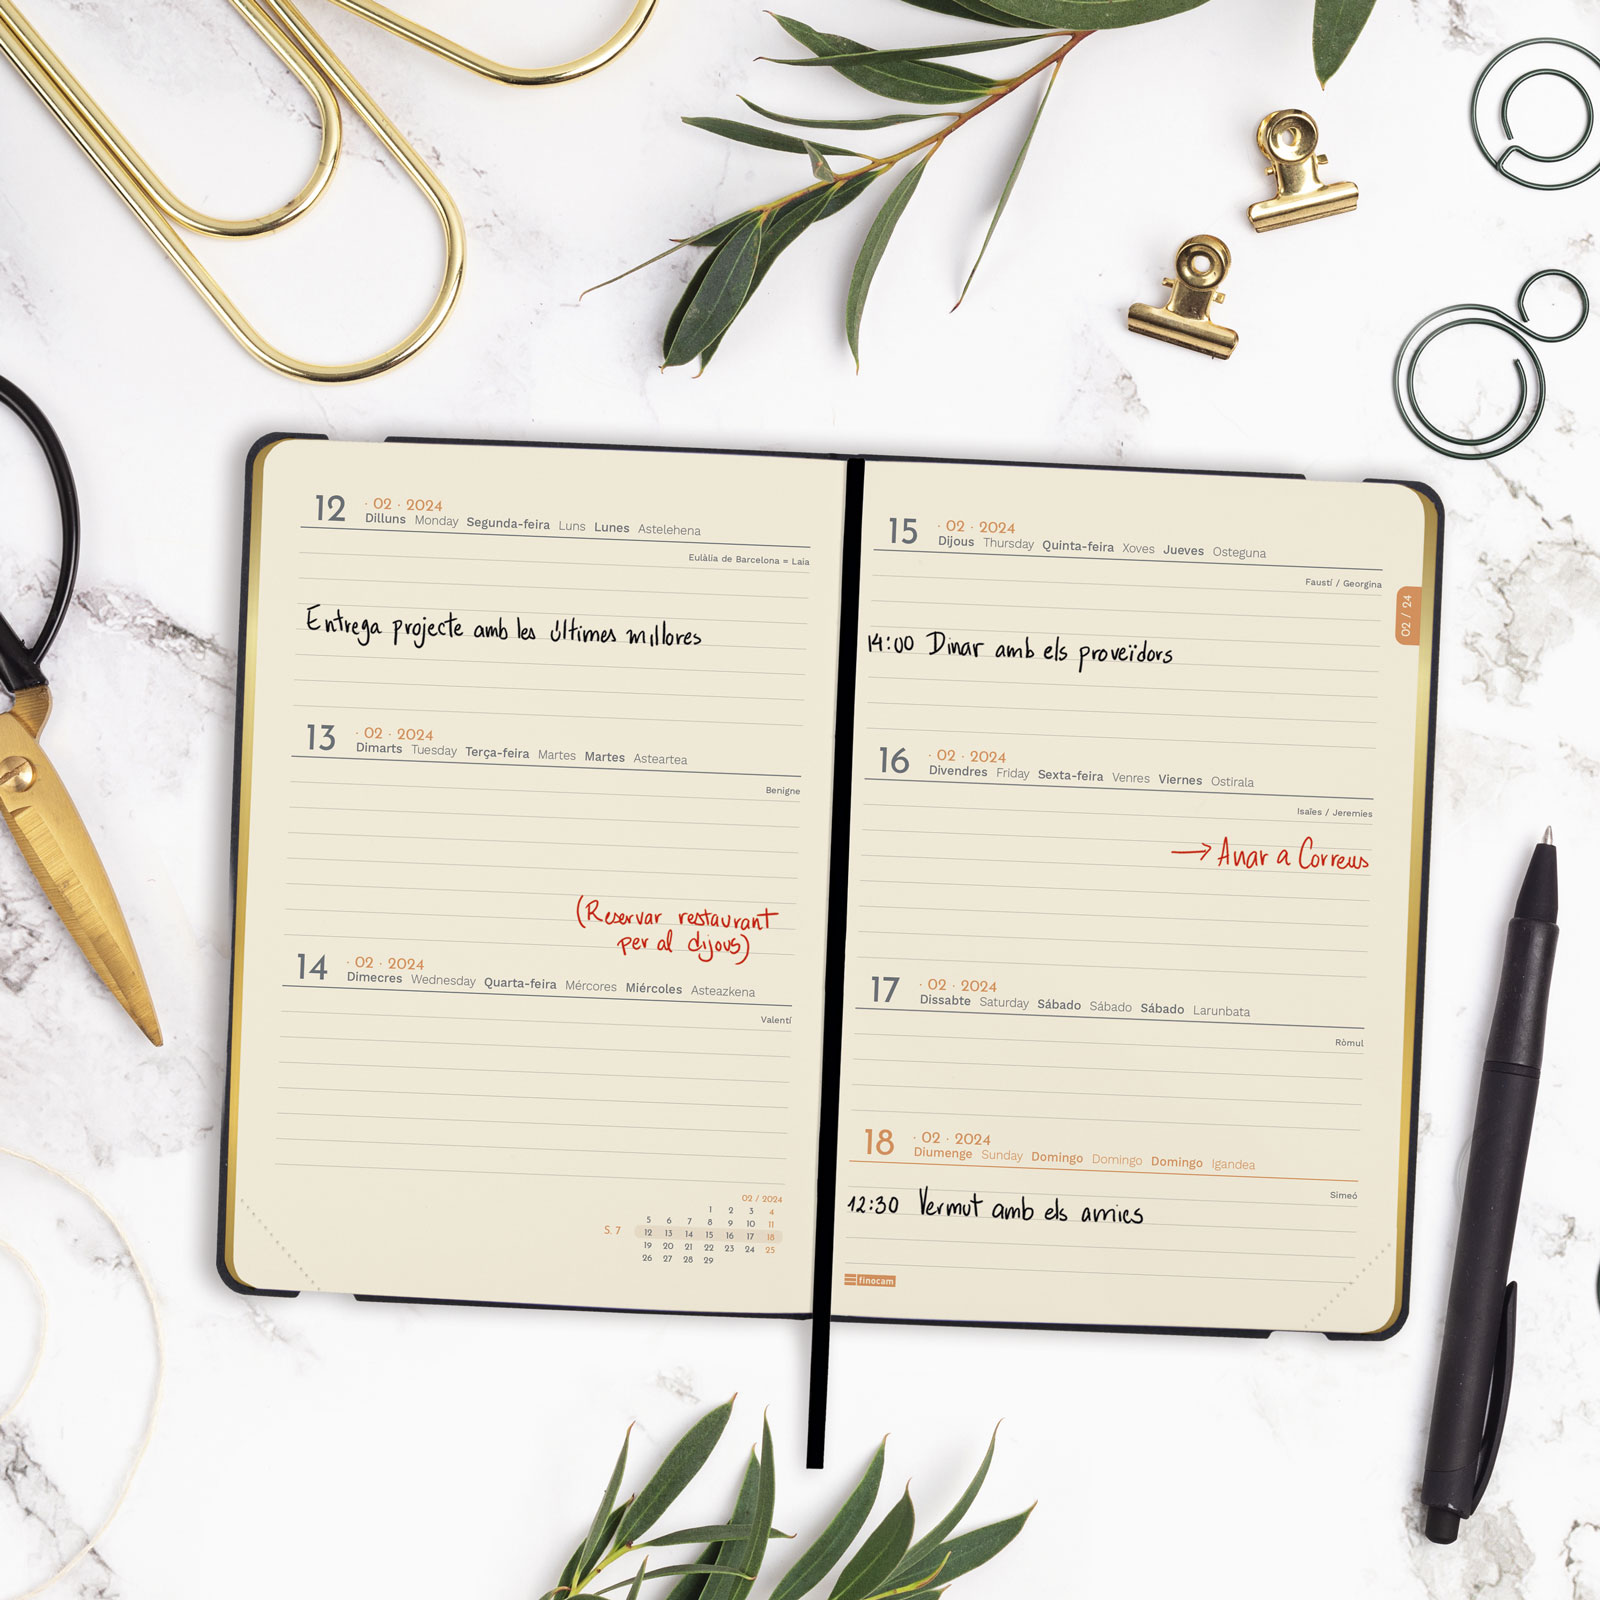 12 · 02 · 2024
Dilluns Monday Segunda-feira Luns Lunes Astelehena
Eulàlia de Barcelona = Laia
Entrega projecte amb les últimes millores
13 · 02 · 2024
Dimarts Tuesday Terça-feira Martes Martes Asteartea
Benigne
(Reservar restaurant
per al dijous)
14 · 02 · 2024
Dimecres Wednesday Quarta-feira Mércores Miércoles Asteazkena
Valentí
02 / 2024
1 2 3 4
5 6 7 8 9 10 11
S. 7 12 13 14 15 16 17 18
19 20 21 22 23 24 25
26 27 28 29
15 · 02 · 2024
Dijous Thursday Quinta-feira Xoves Jueves Osteguna
Faustí / Georgina
02 / 24
14:00 Dinar amb els proveïdors
16 · 02 · 2024
Divendres Friday Sexta-feira Venres Viernes Ostirala
Isaïes / Jeremies
→ Anar a Correus
17 · 02 · 2024
Dissabte Saturday Sábado Sábado Sábado Larunbata
Ròmul
18 · 02 · 2024
Diumenge Sunday Domingo Domingo Domingo Igandea
Simeó
12:30 Vermut amb els amics
finocam